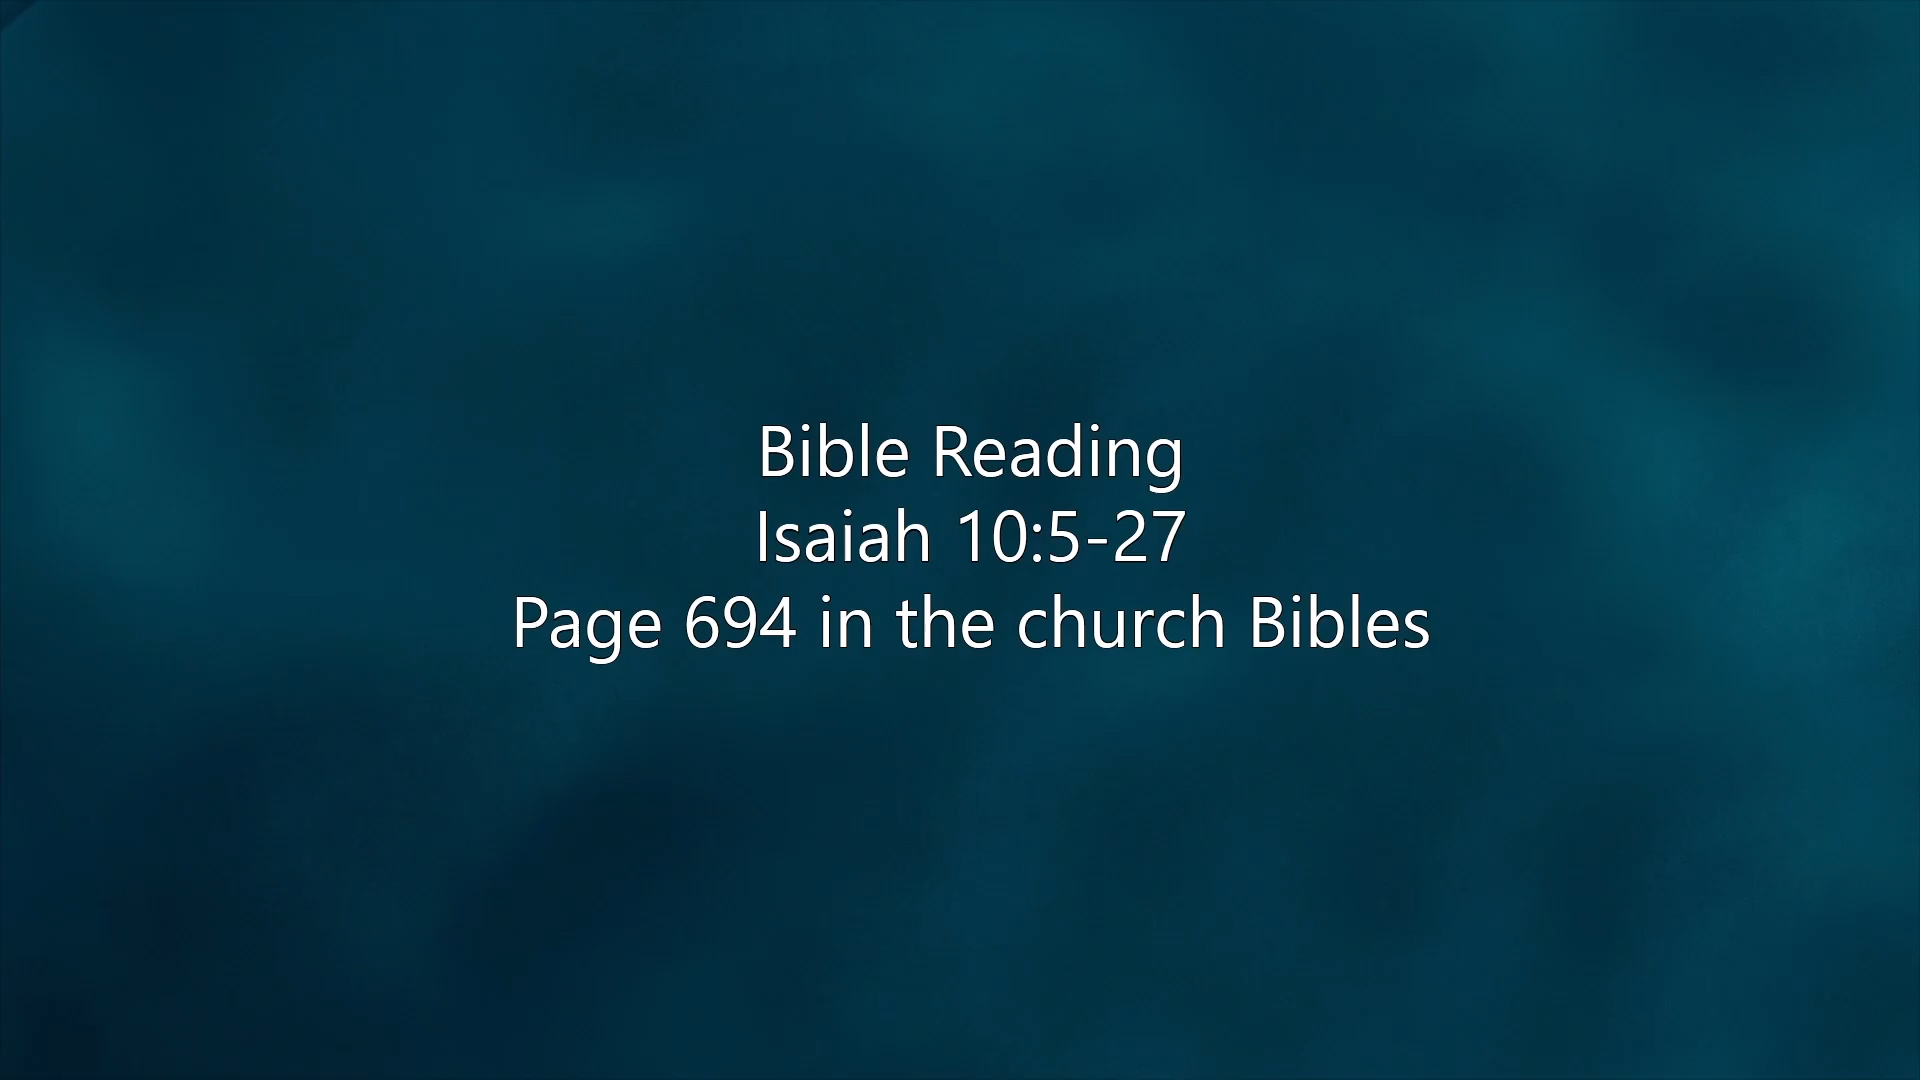 Bible Reading
Isaiah 10:5-27
Page 694 in the church Bibles